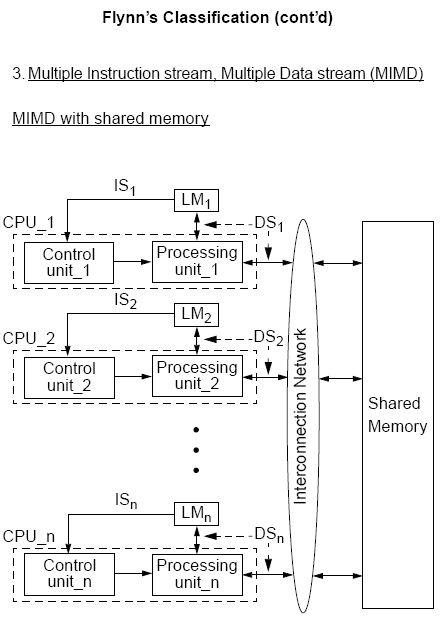 Flynn's Classification (cont'd)
3. Multiple Instruction stream, Multiple Data stream (MIMD)
MIMD with shared memory
IS1
LM1
CPU_1
DS1
Control
unit_1
Processing
unit_1
IS2
LM2
CPU_2
DS2
Control
unit_2
Processing
unit_2
Interconnection Network
Shared
Memory
ISn
LMn
CPU_n
DSn
Control
unit_n
Processing
unit_n